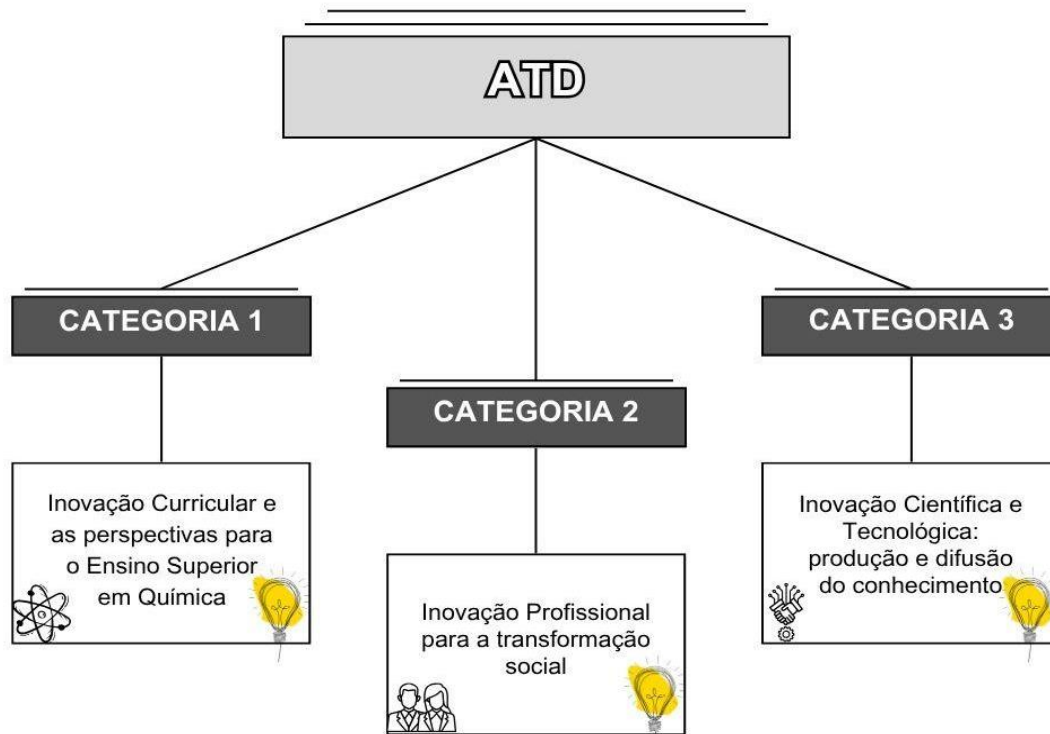 ATD
CATEGORIA 1
Inovação Curricular e
as perspectivas para
o Ensino Superior
em Química
CATEGORIA 2
Inovação Profissional
para a transformação
social
CATEGORIA 3
Inovação Científica e
Tecnológica:
produção e difusão
do conhecimento